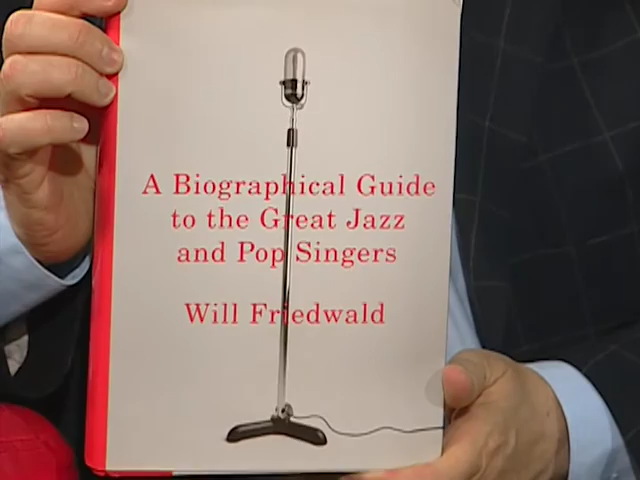 A Biographical Guide
to the Great Jazz
and Pop Singers
Will Friedwald